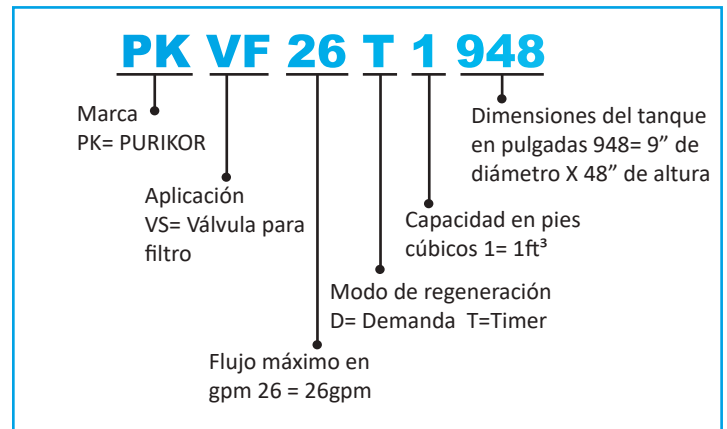 PK VF 26 T 1 948
Marca
PK= PURIKOR
Dimensiones del tanque
en pulgadas 948= 9” de
diámetro X 48” de altura
Aplicación
VS= Válvula para
filtro
Capacidad en pies
cúbicos 1= 1ft³
Modo de regeneración
D= Demanda T=Timer
Flujo máximo en
gpm 26 = 26gpm